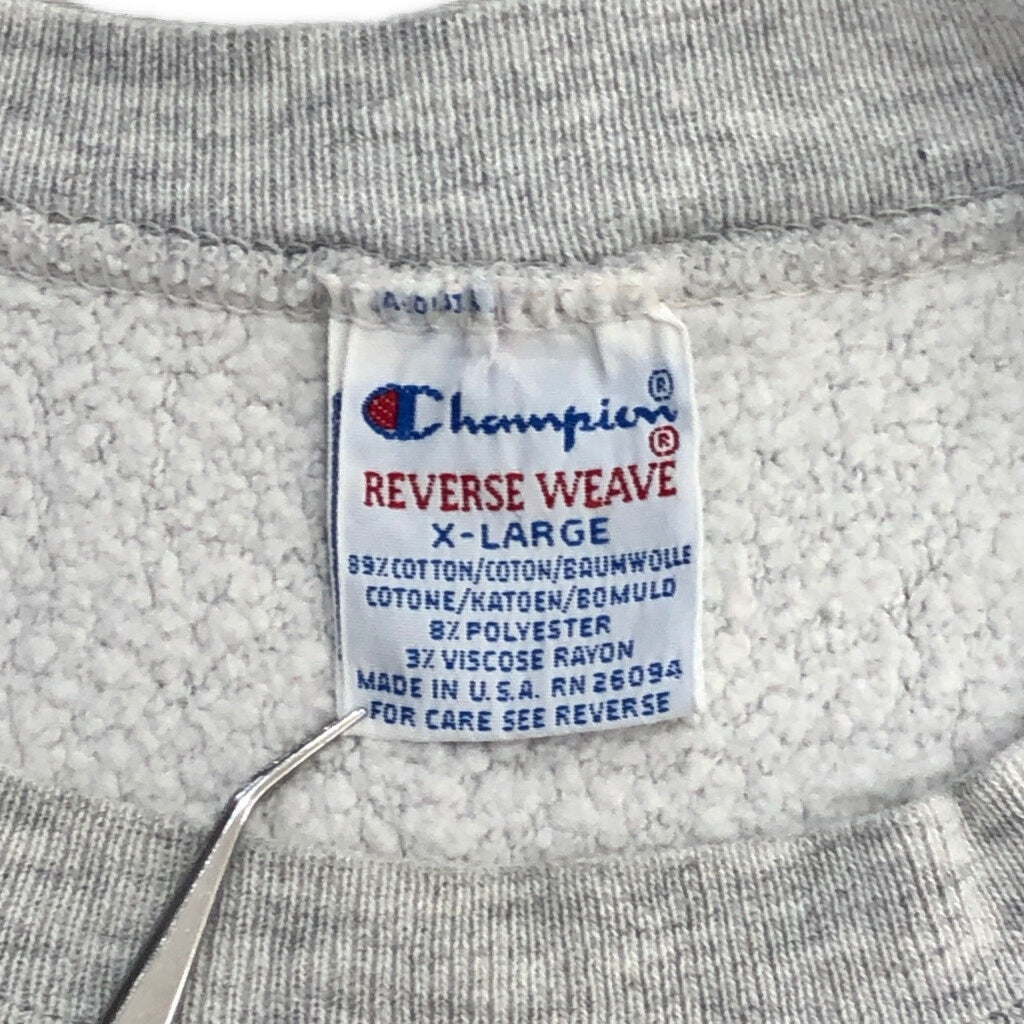 Champion®
REVERSE WEAVE®
X-LARGE
89% COTTON/COTON/BAUMWOLLE
COTONE/KATOEN/BOMULD
8% POLYESTER
3% VISCOSE RAYON
MADE IN U.S.A. RN 26094
FOR CARE SEE REVERSE